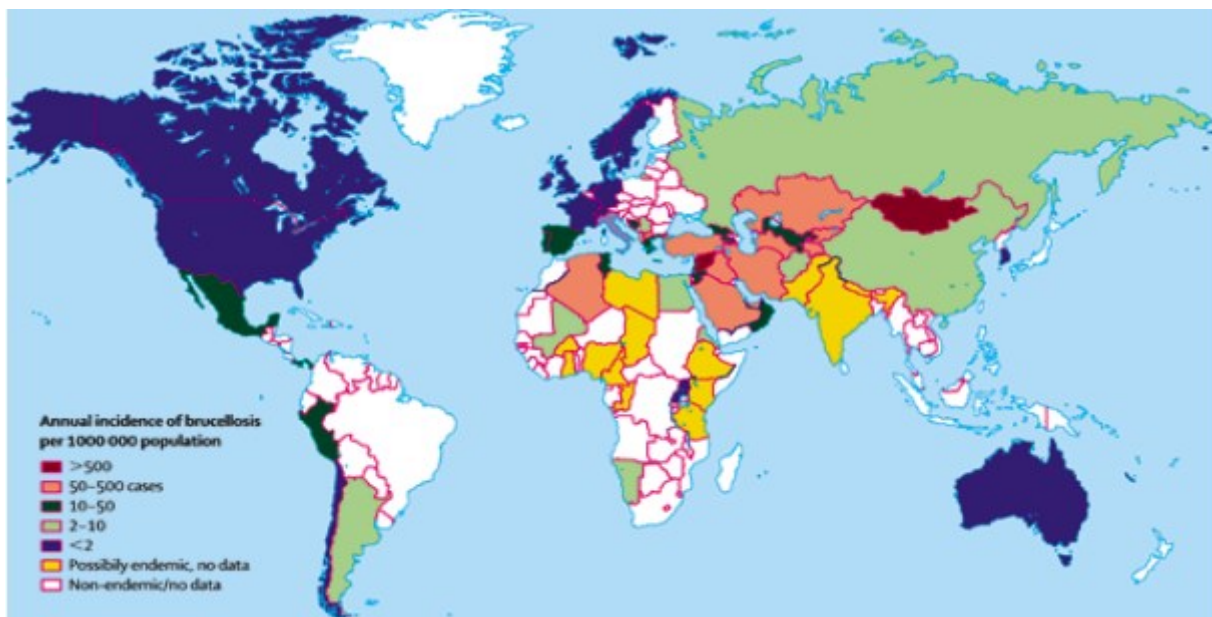 Annual incidence of brucellosis
per 1000 000 population
>500
50–500 cases
10–50
2–10
<2
Possibily endemic, no data
Non-endemic/no data